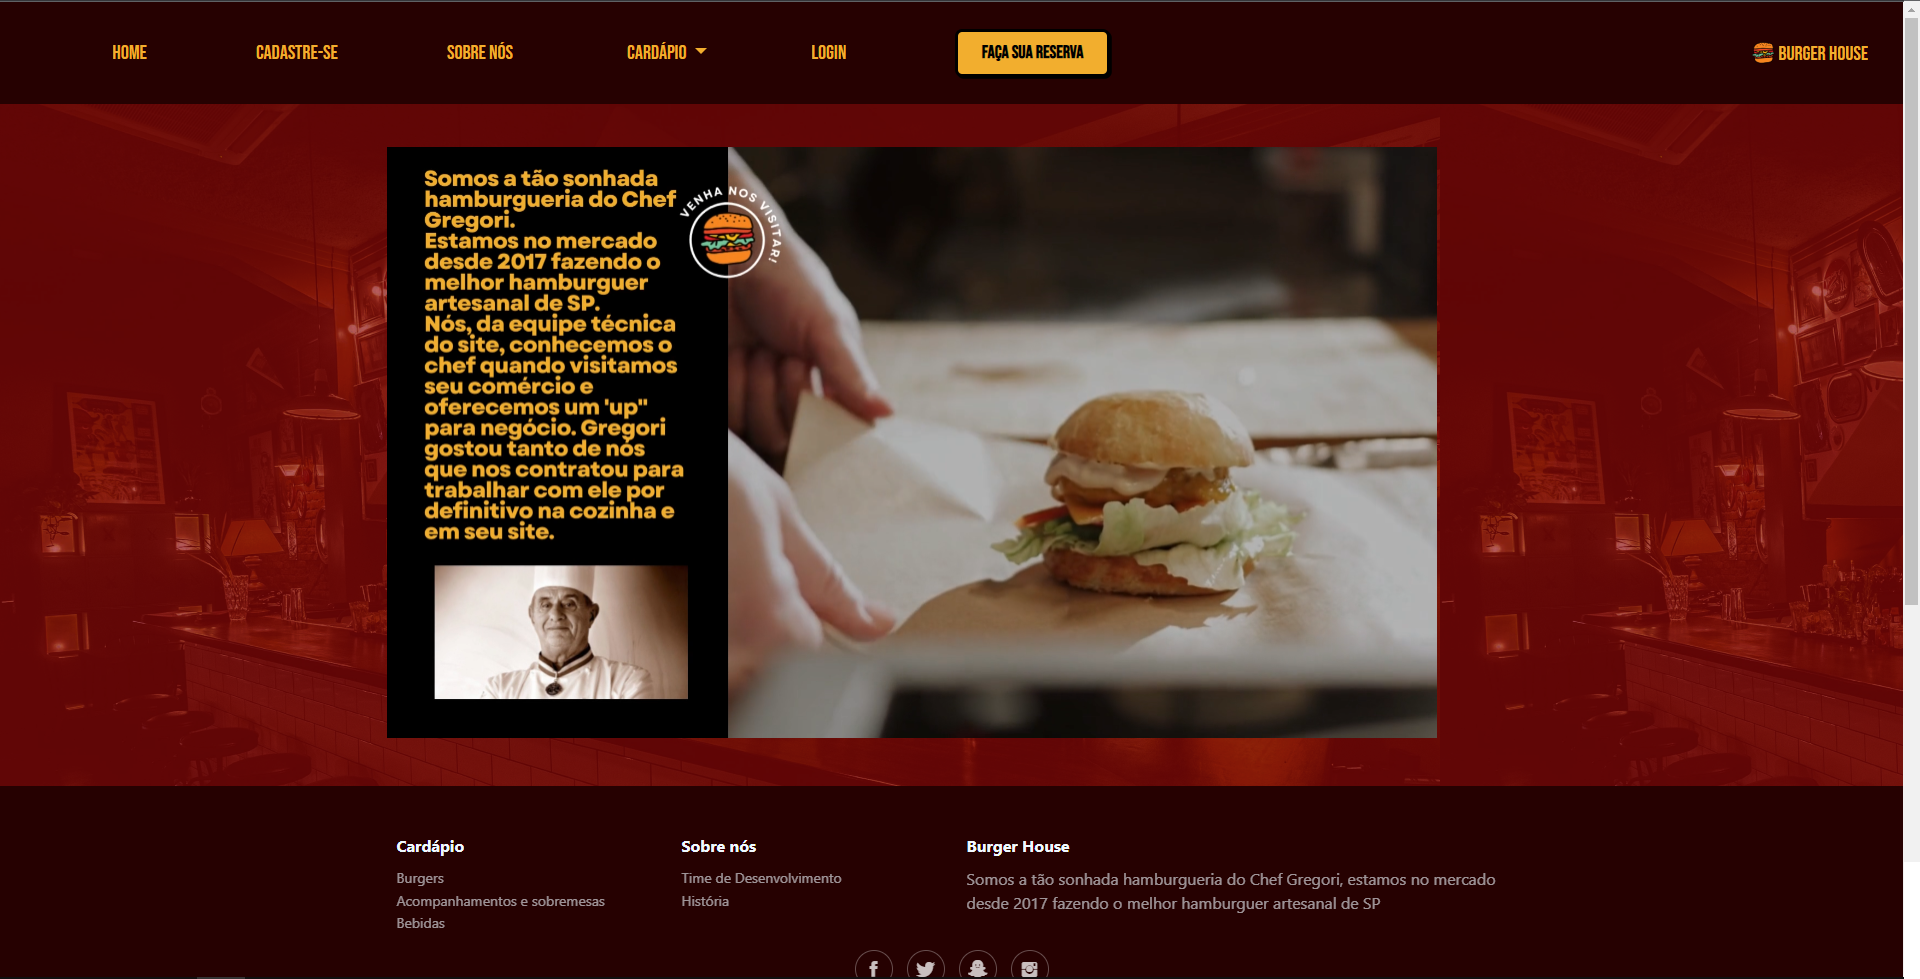 HOME
CADASTRE-SE
SOBRE NÓS
CARDÁPIO
LOGIN
FAÇA SUA RESERVA
BURGER HOUSE
Somos a tão sonhada
hamburgueria do Chef
Gregori.
Estamos no mercado
desde 2017 fazendo o
melhor hamburguer
artesanal de SP.
Nós, da equipe técnica
do site, conhecemos o
chef quando visitamos
seu comércio e
oferecemos um 'up"
para negócio. Gregori
gostou tanto de nós
que nos contratou para
trabalhar com ele por
definitivo na cozinha e
em seu site.
VENHA NOS VISITAR!
Cardápio
Burgers
Acompanhamentos e sobremesas
Bebidas
Sobre nós
Time de Desenvolvimento
História
Burger House
Somos a tão sonhada hamburgueria do Chef Gregori, estamos no mercado
desde 2017 fazendo o melhor hamburguer artesanal de SP